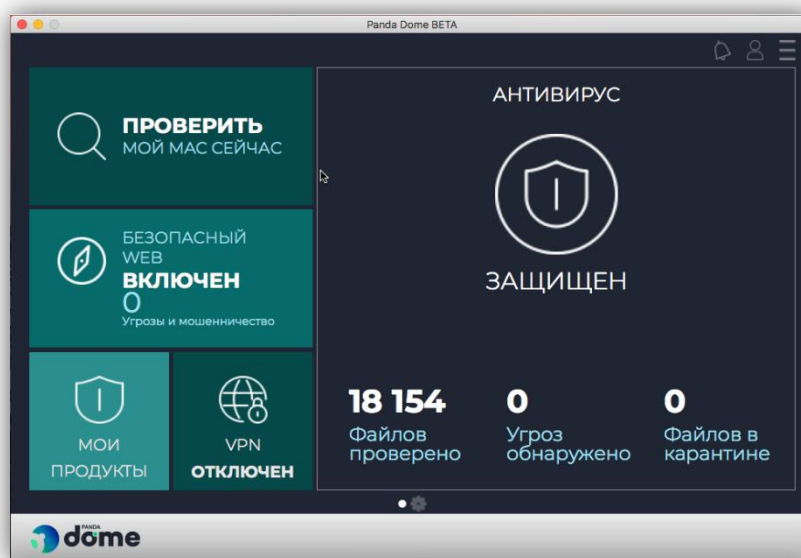 Panda Dome BETA
ПРОВЕРИТЬ
МОЙ MAC СЕЙЧАС
БЕЗОПАСНЫЙ
WEB
ВКЛЮЧЕН
0
Угрозы и мошенничество
МОИ
ПРОДУКТЫ
VPN
ОТКЛЮЧЕН
АНТИВИРУС
ЗАЩИЩЕН
18 154
Файлов
проверено
0
Угроз
обнаружено
0
Файлов в
карантине
PANDA
dome